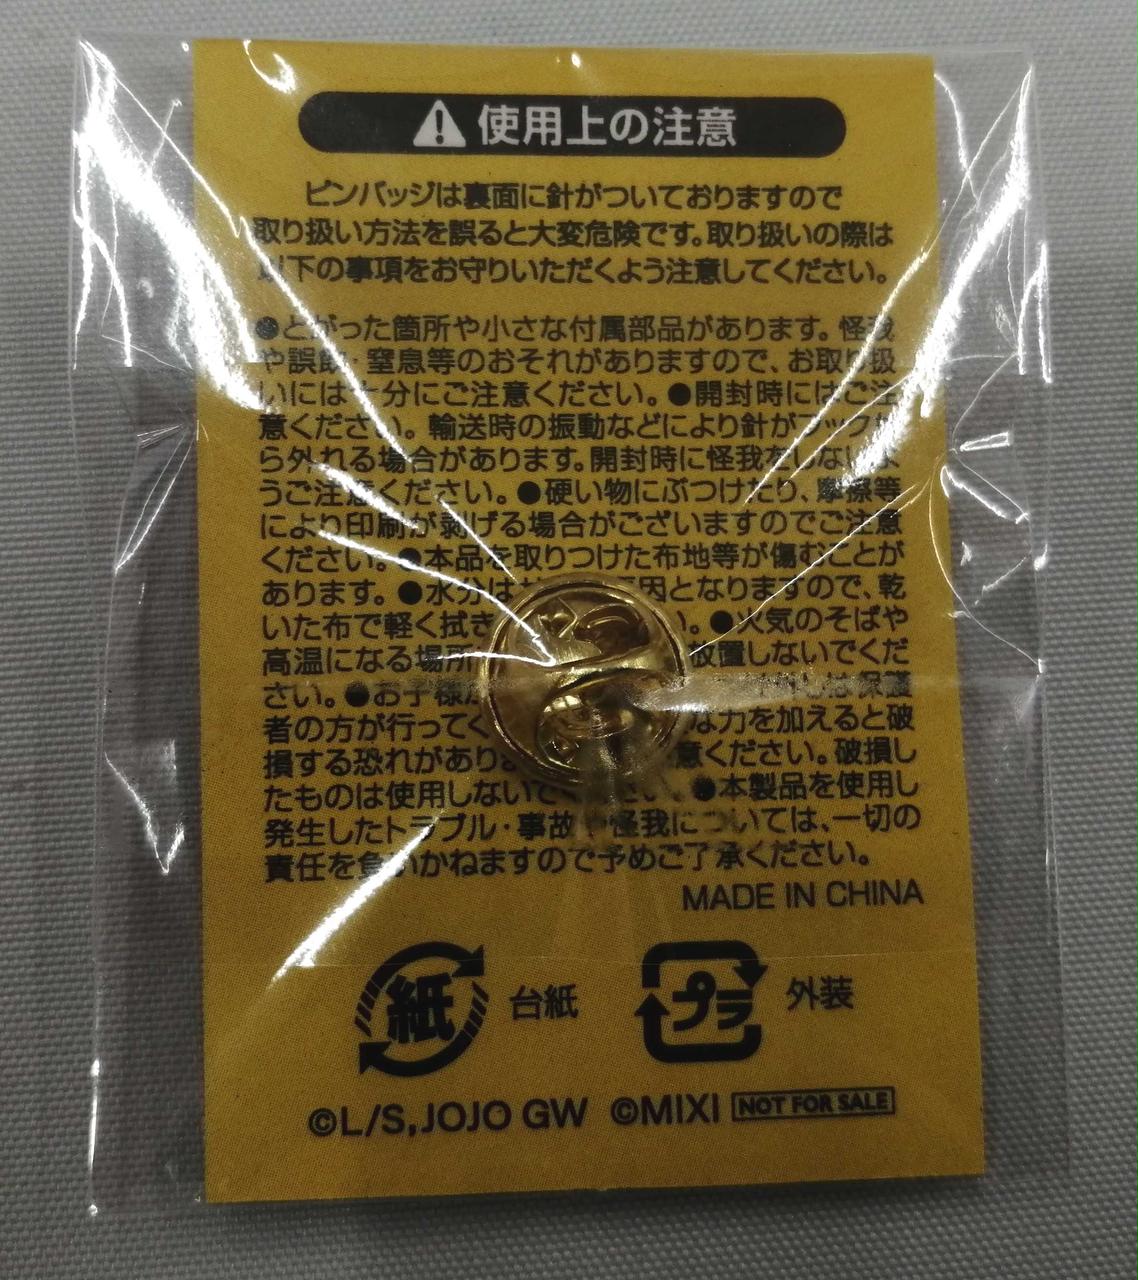 使用上の注意
ピンバッジは裏面に針がついておりますので
取り扱い方法を誤ると大変危険です。取り扱いの際は
以下の事項をお守りいただくよう注意してください。
●とがった箇所や小さな付属部品があります。怪我
や誤飲・窒息等のおそれがありますので、お取り扱
いには十分にご注意ください。●開封時にはご注
意ください。輸送時の振動などにより針がフックか
ら外れる場合があります。開封時に怪我をしないよ
うご注意ください。●硬い物にぶつけたり、摩擦等
により印刷が剥げる場合がございますのでご注意
ください。●本品を取りつけた布地等が傷むことが
あります。●水分は 原因となりますので、乾
いた布で軽く拭き い。●火気のそばや
高温になる場所 放置しないでくだ
さい。●お子様 は保護
者の方が行ってく な力を加えると破
損する恐れがあり 意ください。破損し
たものは使用しないで さい。●本製品を使用し
発生したトラブル・事故や怪我については、一切の
責任を負いかねますので予めご了承ください。
MADE IN CHINA
紙 台紙 プラ 外装
©L/S,JOJO GW ©MIXI NOT FOR SALE